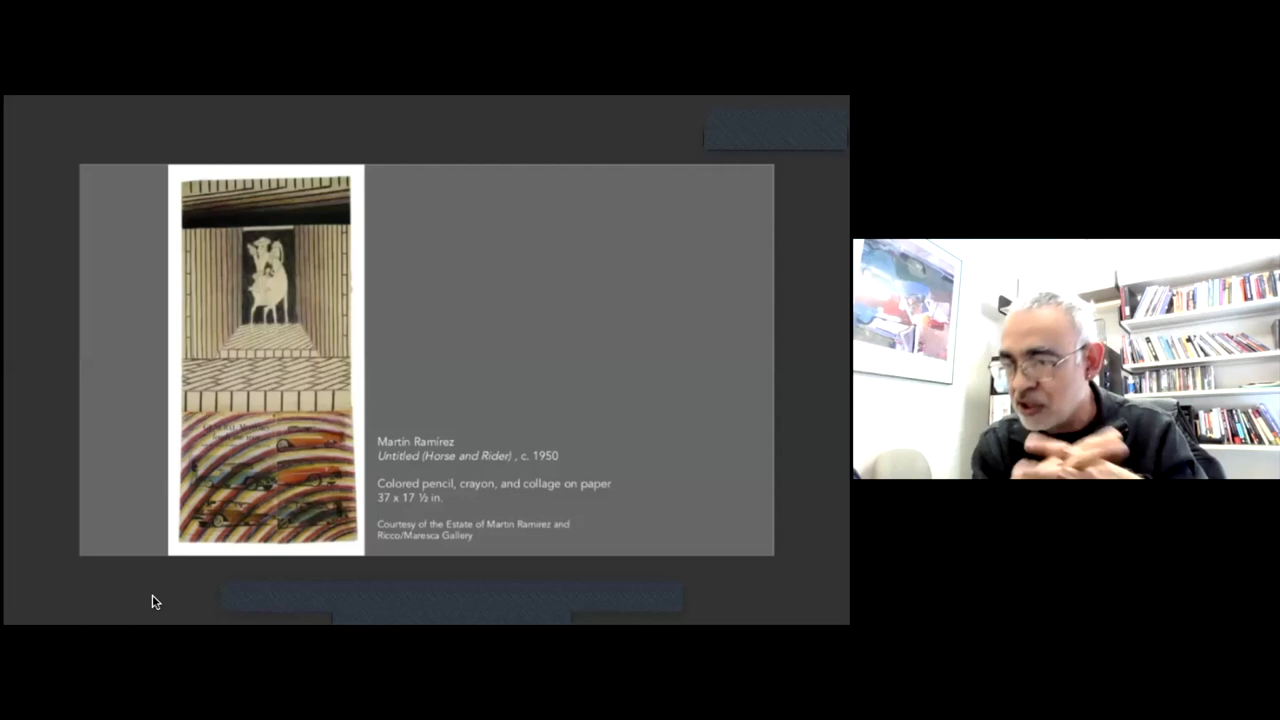 Martín Ramírez
Untitled (Horse and Rider) , c. 1950
Colored pencil, crayon, and collage on paper
37 x 17 ½ in.
Courtesy of the Estate of Martín Ramírez and
Ricco/Maresca Gallery